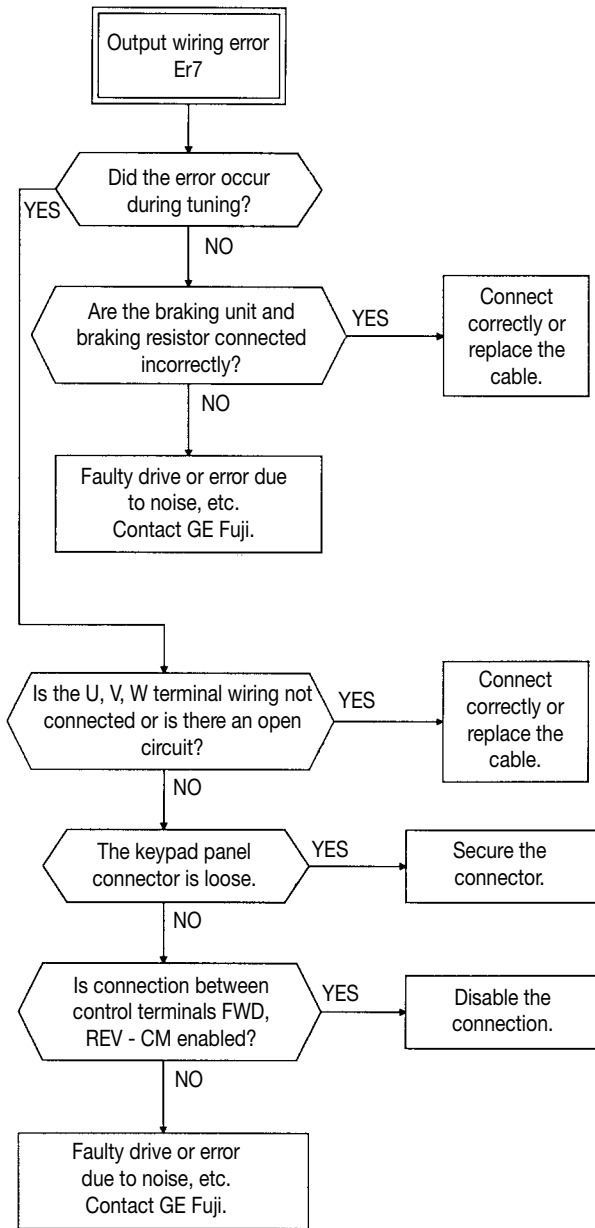 Output wiring error
Er7
Did the error occur
during tuning?
YES
NO
Are the braking unit and
braking resistor connected
incorrectly?
YES
Connect
correctly or
replace the
cable.
NO
Faulty drive or error due
to noise, etc.
Contact GE Fuji.
Is the U, V, W terminal wiring not
connected or is there an open
circuit?
YES
Connect
correctly or
replace the
cable.
NO
The keypad panel
connector is loose.
YES
Secure the
connector.
NO
Is connection between
control terminals FWD,
REV - CM enabled?
YES
Disable the
connection.
NO
Faulty drive or error
due to noise, etc.
Contact GE Fuji.